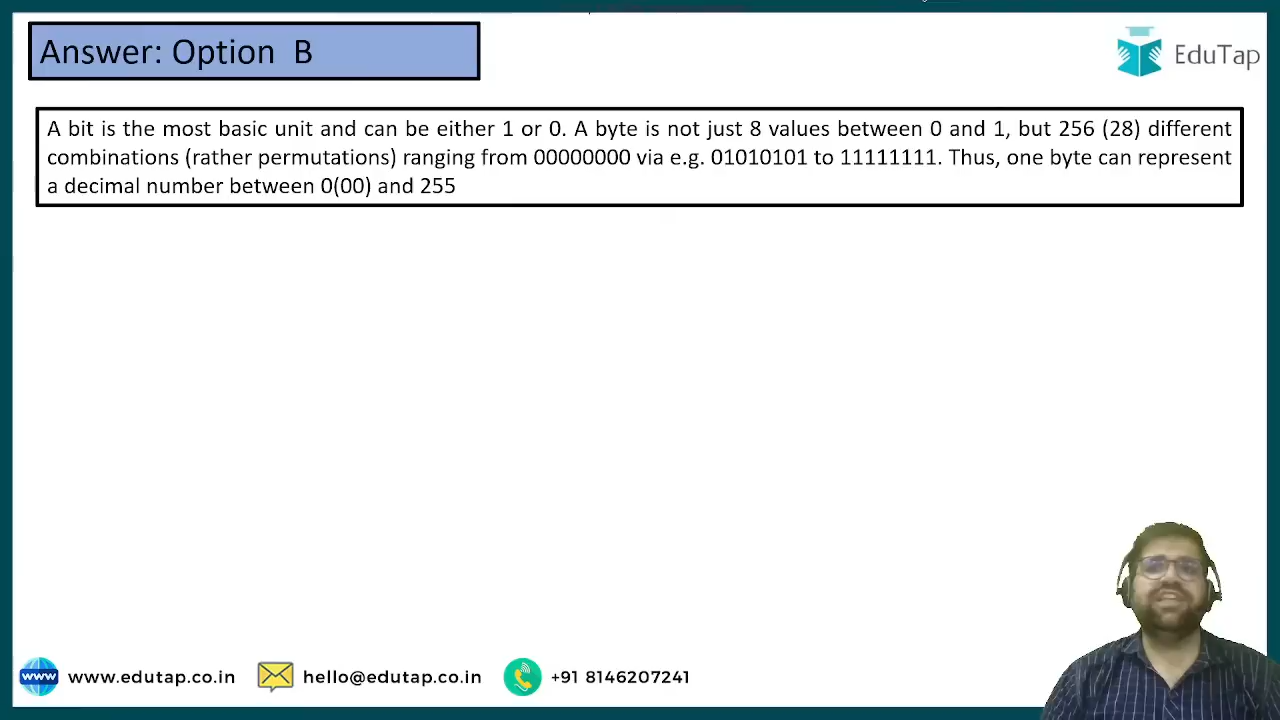 Answer: Option B
EduTap
A bit is the most basic unit and can be either 1 or 0. A byte is not just 8 values between 0 and 1, but 256 (28) different
combinations (rather permutations) ranging from 00000000 via e.g. 01010101 to 11111111. Thus, one byte can represent
a decimal number between 0(00) and 255
www www.edutap.co.in hello@edutap.co.in +91 8146207241